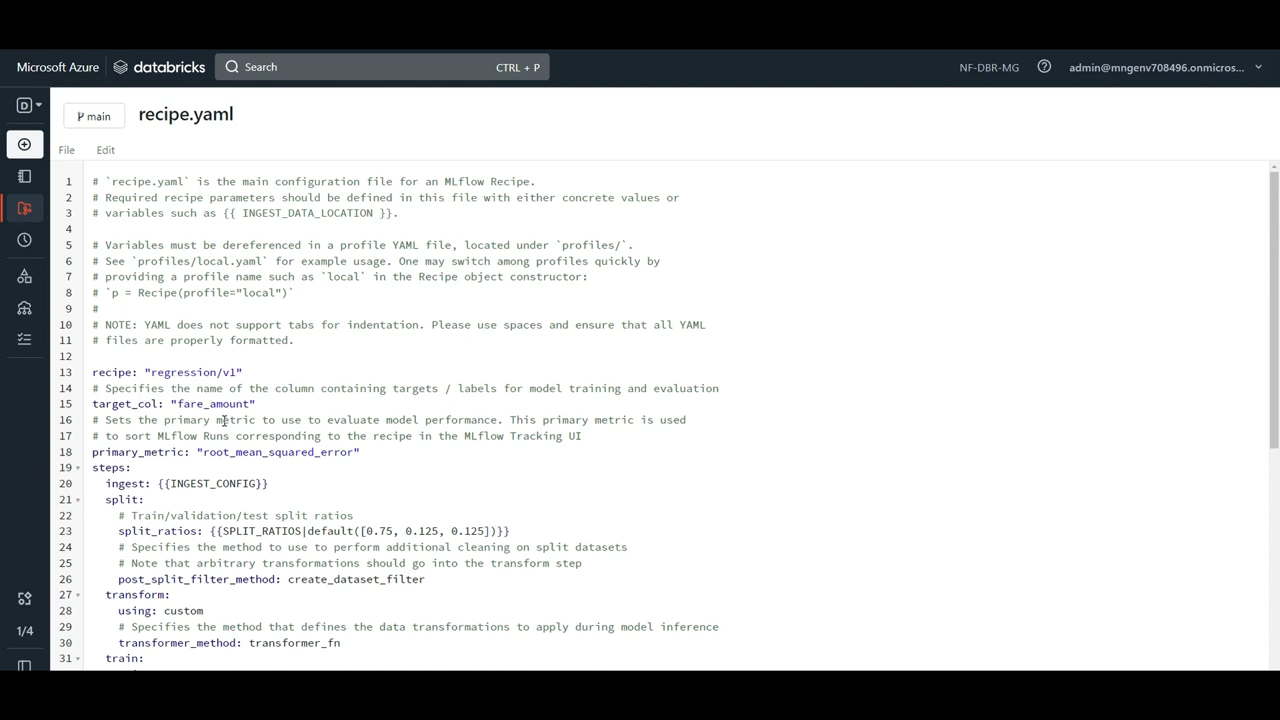 Microsoft Azure databricks Search CTRL + P NF-DBR-MG admin@mngenv708496.onmicros...
D
main recipe.yaml
File Edit
1 # `recipe.yaml` is the main configuration file for an MLflow Recipe.
2 # Required recipe parameters should be defined in this file with either concrete values or
3 # variables such as {{ INGEST_DATA_LOCATION }}.
4
5 # Variables must be dereferenced in a profile YAML file, located under `profiles/`.
6 # See `profiles/local.yaml` for example usage. One may switch among profiles quickly by
7 # providing a profile name such as `local` in the Recipe object constructor:
8 # `p = Recipe(profile="local")`
9 #
10 # NOTE: YAML does not support tabs for indentation. Please use spaces and ensure that all YAML
11 # files are properly formatted.
12
13 recipe: "regression/v1"
14 # Specifies the name of the column containing targets / labels for model training and evaluation
15 target_col: "fare_amount"
16 # Sets the primary metric to use to evaluate model performance. This primary metric is used
17 # to sort MLflow Runs corresponding to the recipe in the MLflow Tracking UI
18 primary_metric: "root_mean_squared_error"
19 steps:
20 ingest: {{INGEST_CONFIG}}
21 split:
22 # Train/validation/test split ratios
23 split_ratios: {{SPLIT_RATIOS|default([0.75, 0.125, 0.125])}}
24 # Specifies the method to use to perform additional cleaning on split datasets
25 # Note that arbitrary transformations should go into the transform step
26 post_split_filter_method: create_dataset_filter
27 transform:
28 using: custom
29 # Specifies the method that defines the data transformations to apply during model inference
30 transformer_method: transformer_fn
31 train:
1/4